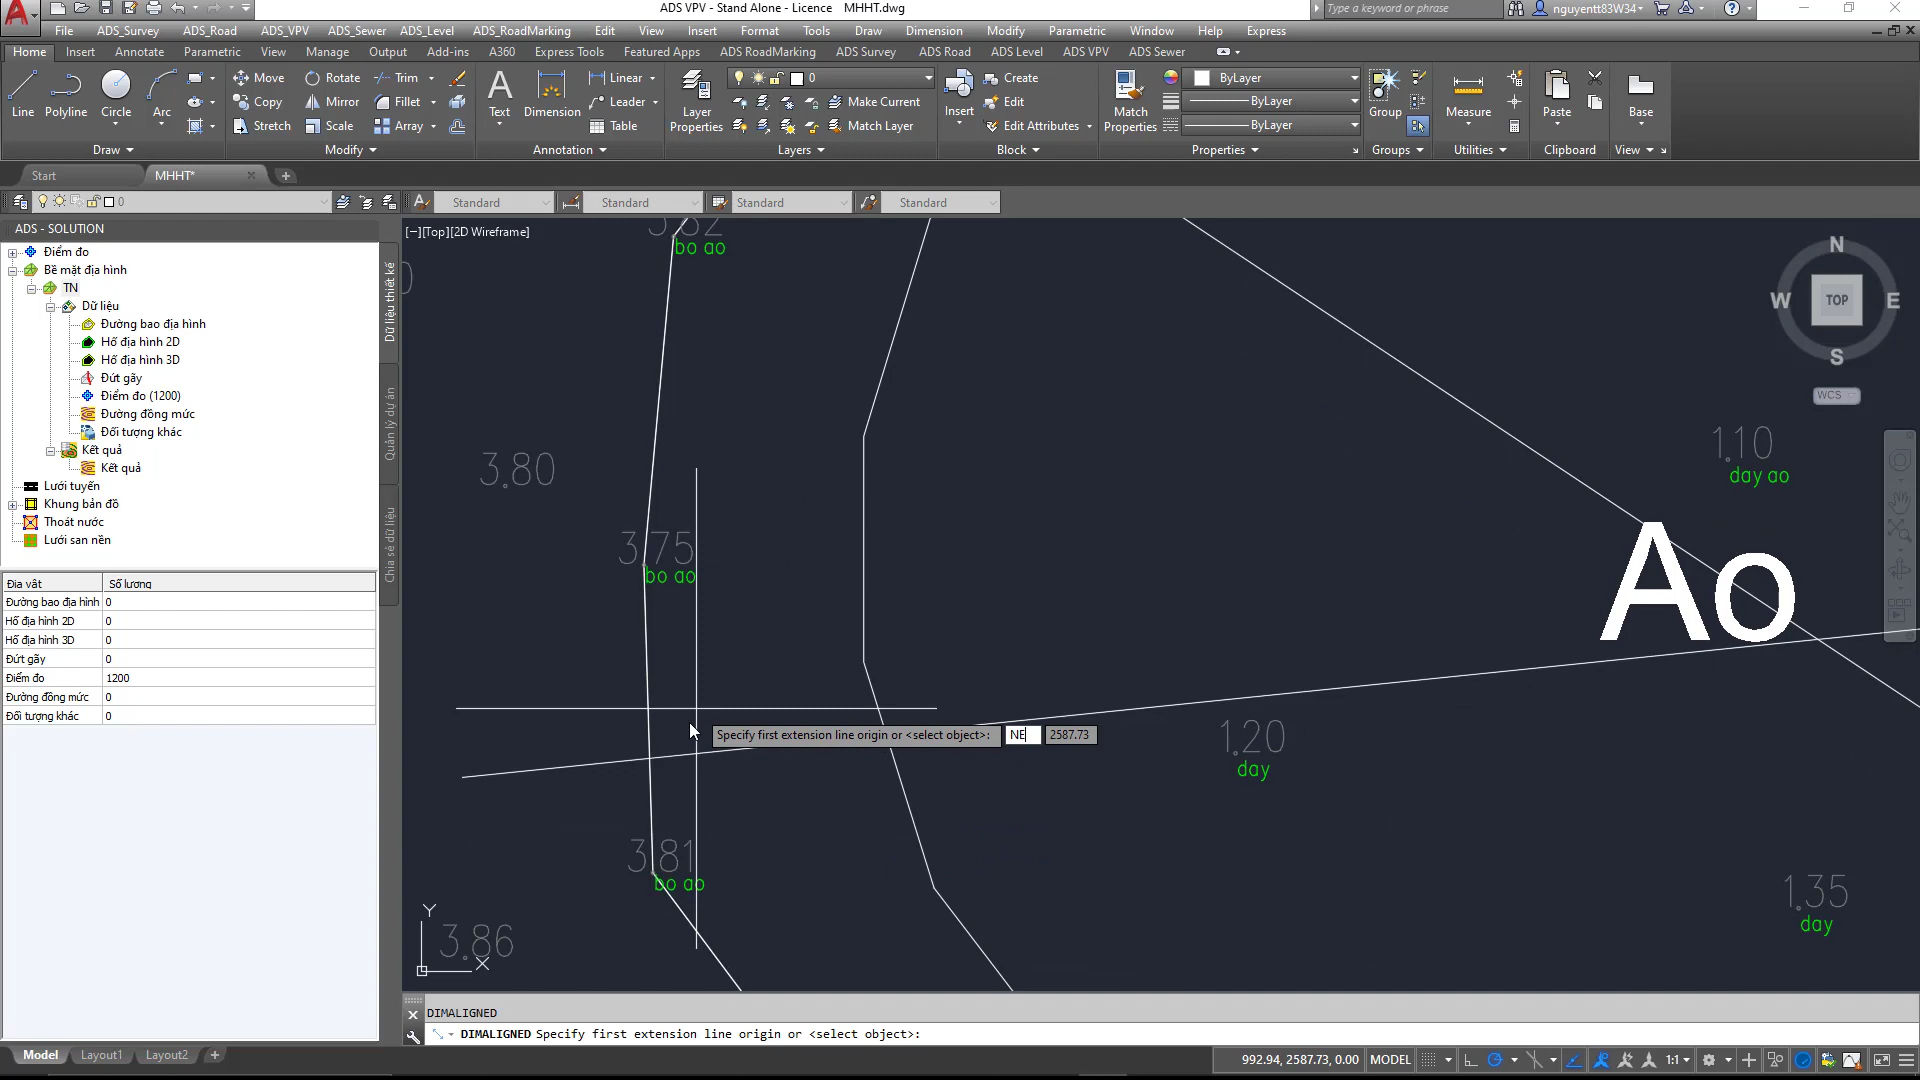 ADS VPV - Stand Alone - Licence    MHHT.dwg
Type a keyword or phrase
nguyentt83W34
File ADS_Survey ADS_Road ADS_VPV ADS_Sewer ADS_Level ADS_RoadMarking Edit View Insert Format Tools Draw Dimension Modify Parametric Window Help Express
Home Insert Annotate Parametric View Manage Output Add-ins A360 Express Tools Featured Apps ADS RoadMarking ADS Survey ADS Road ADS Level ADS VPV ADS Sewer
Move Rotate Trim Linear 0 Create ByLayer
Copy Mirror Fillet Leader Make Current Edit ByLayer
Line Polyline Circle Arc Text Dimension Layer Properties Insert Match Properties Group Measure Paste Base
Stretch Scale Array Table Match Layer Edit Attributes ByLayer
Draw Modify Annotation Layers Block Properties Groups Utilities Clipboard View
Start MHHT*
0 Standard Standard Standard Standard
ADS - SOLUTION
[−][Top][2D Wireframe]
Điểm đo
Bề mặt địa hình
TN
Dữ liệu
Đường bao địa hình
Hố địa hình 2D
Hố địa hình 3D
Đứt gãy
Điểm đo (1200)
Đường đồng mức
Đối tượng khác
Kết quả
Kết quả
Lưới tuyến
Khung bản đồ
Thoát nước
Lưới san nền
Dữ liệu thiết kế
Quản lý dự án
Chia sẻ dữ liệu
Địa vật Số lượng
Đường bao địa hình 0
Hố địa hình 2D 0
Hố địa hình 3D 0
Đứt gãy 0
Điểm đo 1200
Đường đồng mức 0
Đối tượng khác 0
bo ao
3.80
3.75
bo ao
3.81
bo ao
3.86
Y
X
N
W TOP E
S
WCS
1.10
day ao
Ao
Specify first extension line origin or <select object>: NE 2587.73
1.20
day
1.35
day
DIMALIGNED
DIMALIGNED Specify first extension line origin or <select object>:
Model Layout1 Layout2
992.94, 2587.73, 0.00 MODEL 1:1